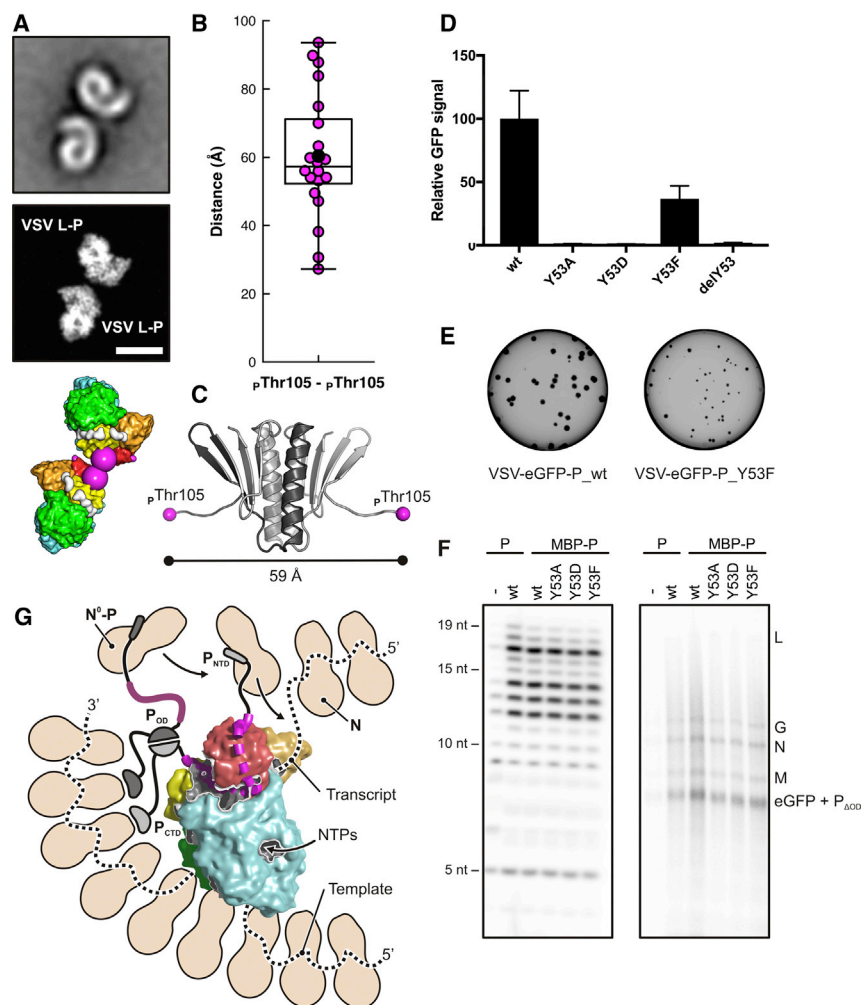 A
VSV L-P
VSV L-P
B
100
80
60
40
20
0
Distance (Å)
PThr105 - PThr105
C
PThr105
PThr105
59 Å
D
150
100
50
0
Relative GFP signal
wt
Y53A
Y53D
Y53F
delY53
E
VSV-eGFP-P_wt
VSV-eGFP-P_Y53F
F
P
MBP-P
-
wt
wt
Y53A
Y53D
Y53F
19 nt
15 nt
10 nt
5 nt
P
MBP-P
-
wt
wt
Y53A
Y53D
Y53F
L
G
N
M
eGFP + PΔOD
G
N0-P
PNTD
5'
3'
POD
N
PCTD
Transcript
NTPs
Template
5'